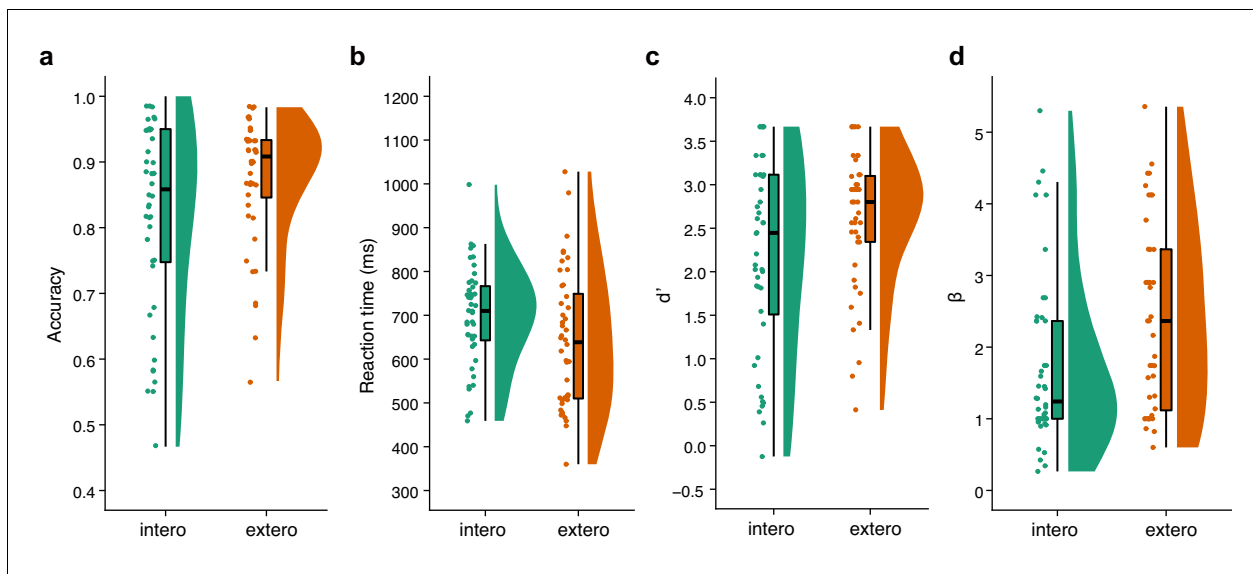 a
Accuracy
1.0
0.9
0.8
0.7
0.6
0.5
0.4
intero extero
b
Reaction time (ms)
1200
1100
1000
900
800
700
600
500
400
300
intero extero
c
d'
4.0
3.5
3.0
2.5
2.0
1.5
1.0
0.5
0.0
−0.5
intero extero
d
β
5
4
3
2
1
0
intero extero